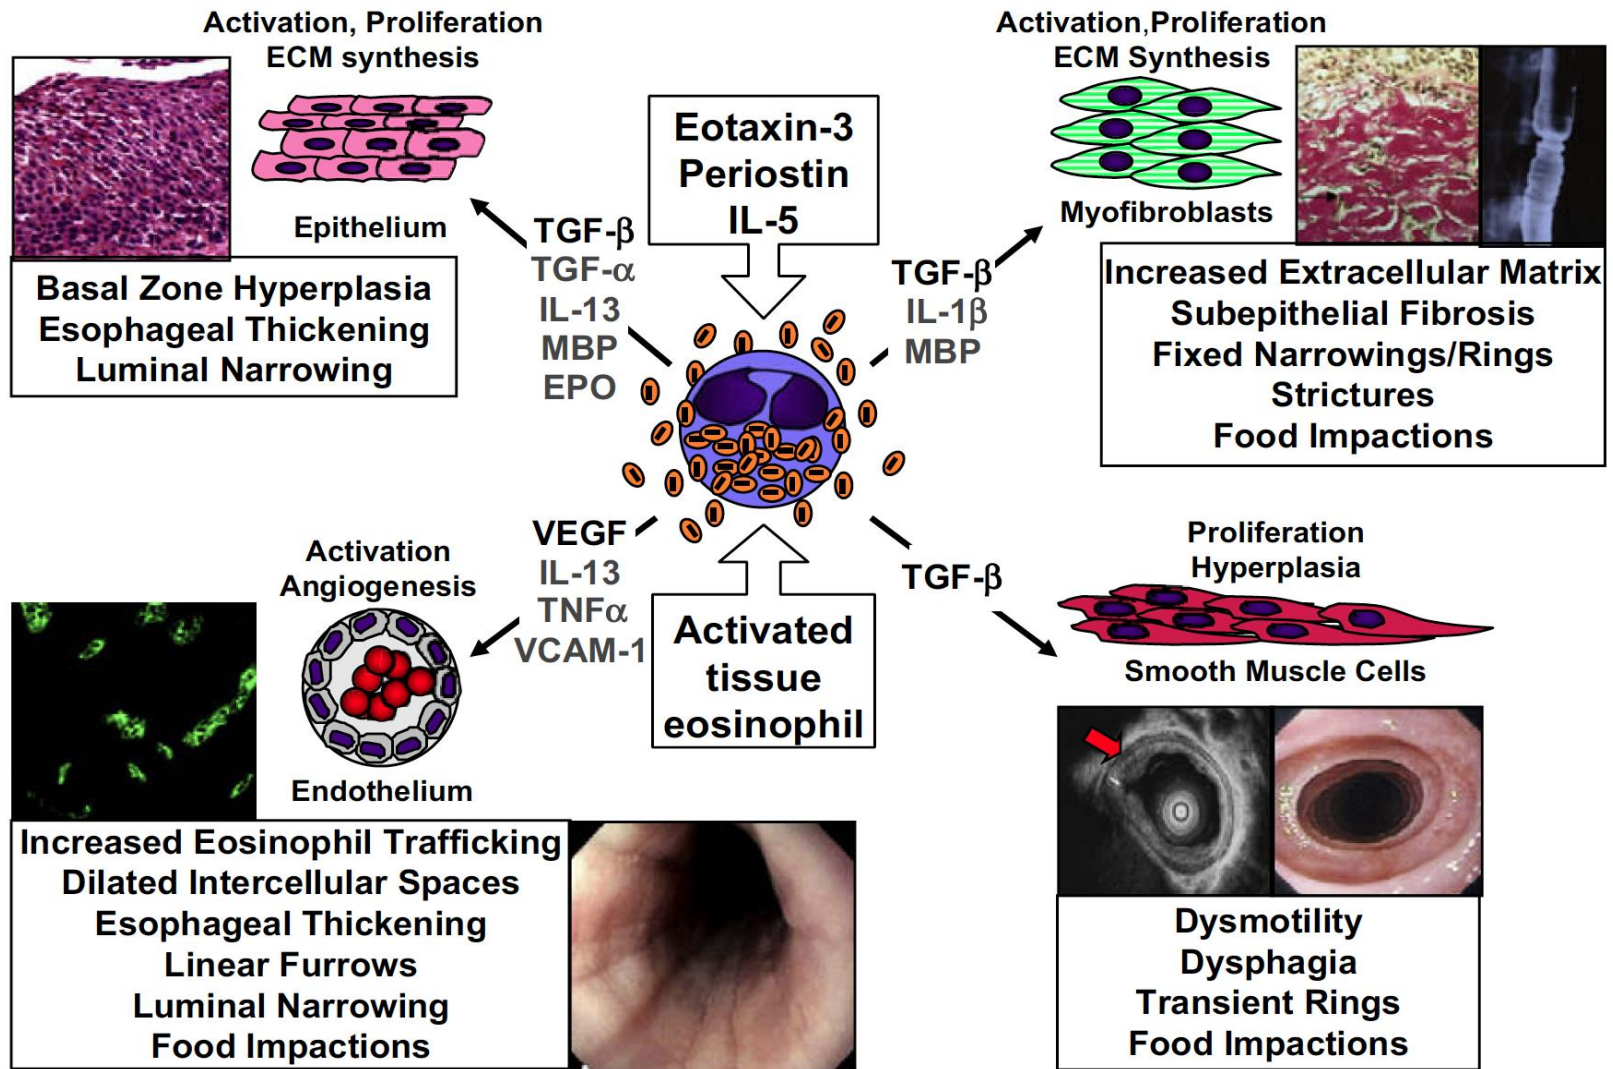 Activation, Proliferation
ECM synthesis
Epithelium
Basal Zone Hyperplasia
Esophageal Thickening
Luminal Narrowing
TGF-β
TGF-α
IL-13
MBP
EPO
Eotaxin-3
Periostin
IL-5
Activation,Proliferation
ECM Synthesis
Myofibroblasts
TGF-β
IL-1β
MBP
Increased Extracellular Matrix
Subepithelial Fibrosis
Fixed Narrowings/Rings
Strictures
Food Impactions
Activation
Angiogenesis
Endothelium
VEGF
IL-13
TNFα
VCAM-1
Activated
tissue
eosinophil
Increased Eosinophil Trafficking
Dilated Intercellular Spaces
Esophageal Thickening
Linear Furrows
Luminal Narrowing
Food Impactions
TGF-β
Proliferation
Hyperplasia
Smooth Muscle Cells
Dysmotility
Dysphagia
Transient Rings
Food Impactions